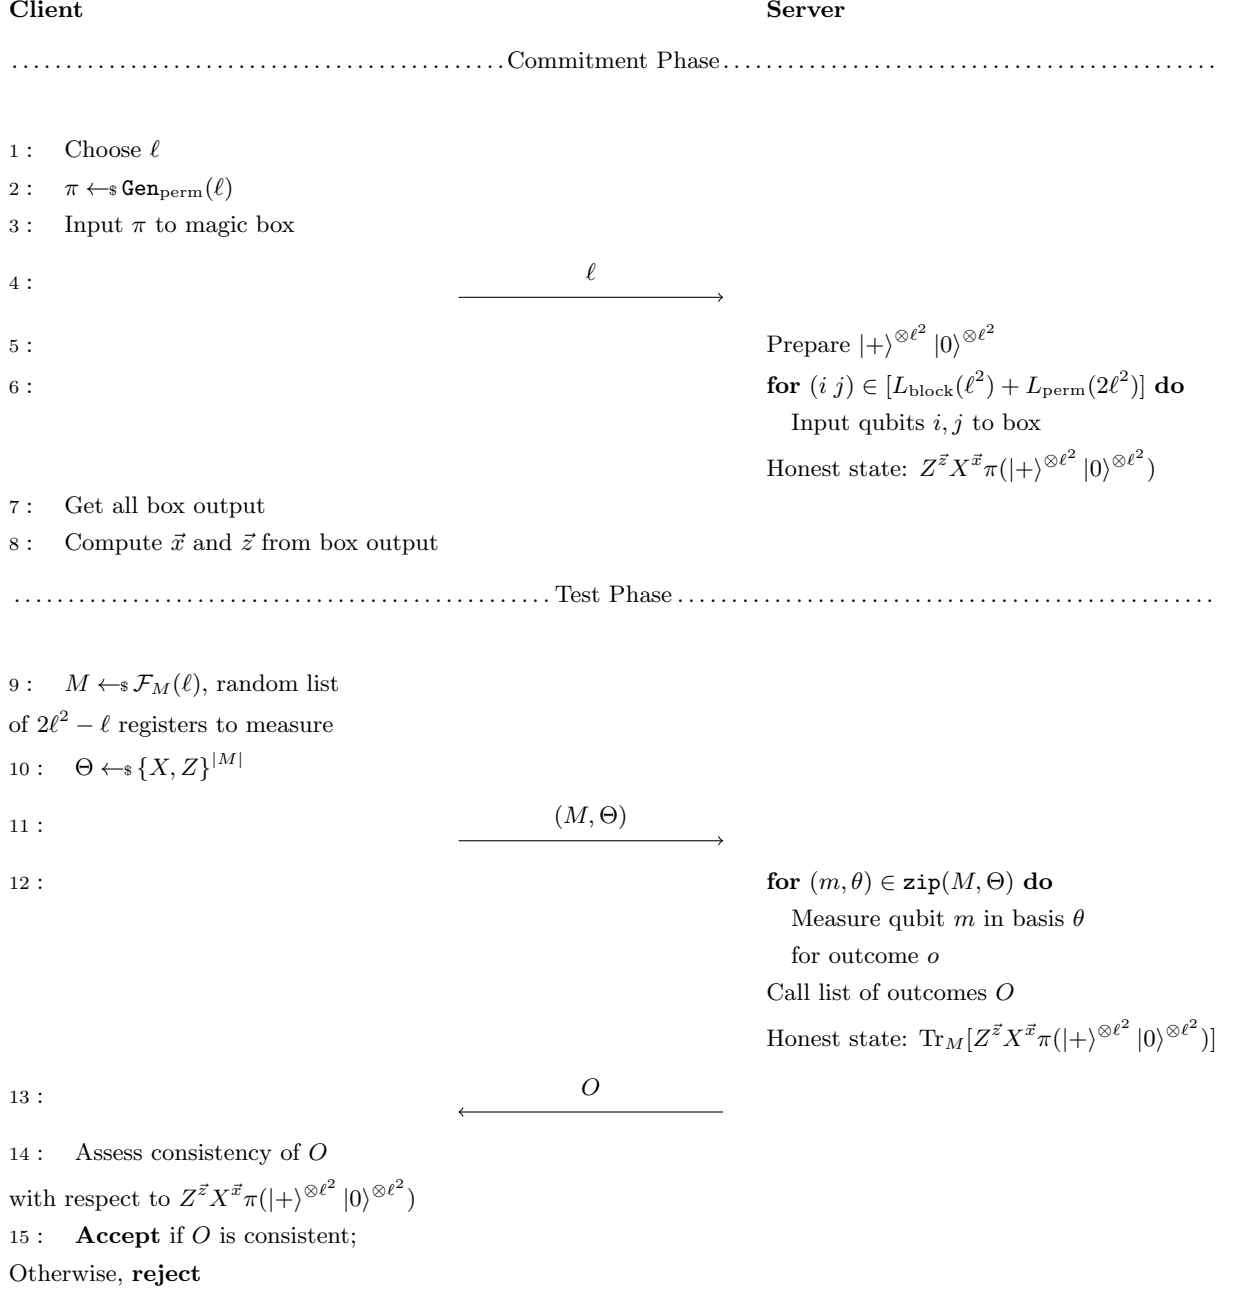 Client Server
Commitment Phase
1 : Choose ℓ
2 : π ←$ Gen_perm(ℓ)
3 : Input π to magic box
4 : ℓ
5 : Prepare |+⟩^{⊗ℓ²} |0⟩^{⊗ℓ²}
6 : for (i j) ∈ [L_block(ℓ²) + L_perm(2ℓ²)] do
Input qubits i, j to box
Honest state: Z^{z⃗} X^{x⃗} π(|+⟩^{⊗ℓ²} |0⟩^{⊗ℓ²})
7 : Get all box output
8 : Compute x⃗ and z⃗ from box output
Test Phase
9 : M ←$ ℱ_M(ℓ), random list
of 2ℓ² − ℓ registers to measure
10 : Θ ←$ {X, Z}^{|M|}
11 : (M, Θ)
12 : for (m, θ) ∈ zip(M, Θ) do
Measure qubit m in basis θ
for outcome o
Call list of outcomes O
Honest state: Tr_M[Z^{z⃗} X^{x⃗} π(|+⟩^{⊗ℓ²} |0⟩^{⊗ℓ²})]
13 : O
14 : Assess consistency of O
with respect to Z^{z⃗} X^{x⃗} π(|+⟩^{⊗ℓ²} |0⟩^{⊗ℓ²})
15 : Accept if O is consistent;
Otherwise, reject